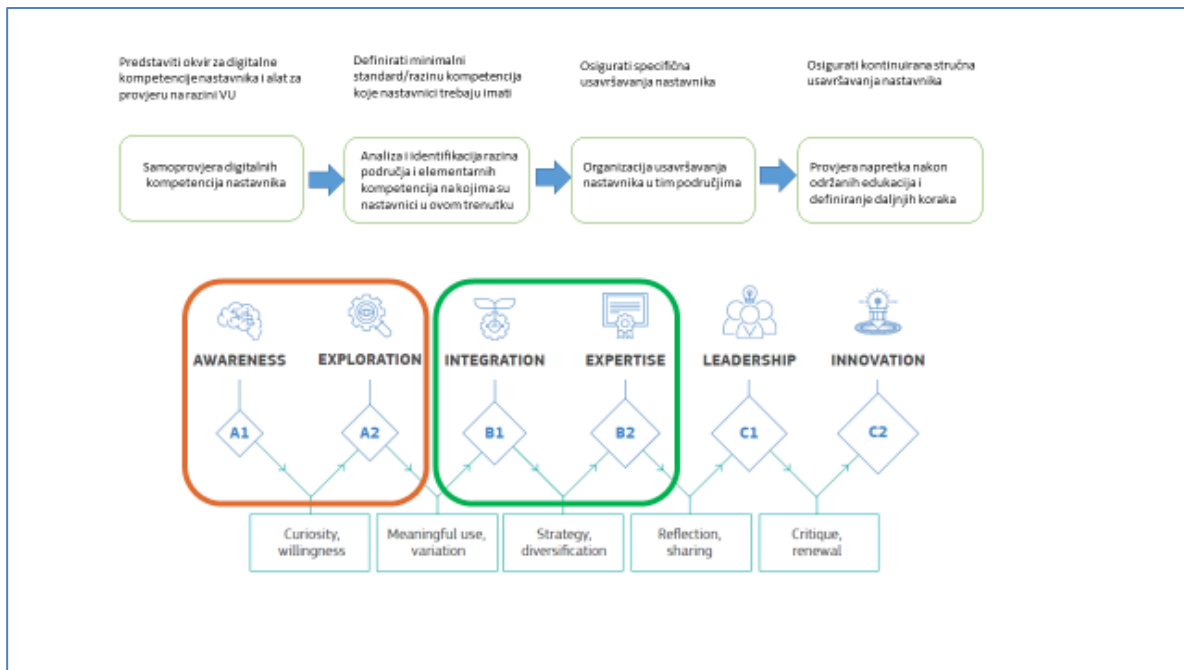 Predstaviti okvir za digitalne
kompetencije nastavnika i alat za
provjeru na razini VU
Definirati minimalni
standard/razinu kompetencija
koje nastavnici trebaju imati
Osigurati specifična
usavršavanja nastavnika
Osigurati kontinuirana stručna
usavršavanja nastavnika
Samoprovjera digitalnih
kompetencija nastavnika
Analiza i identifikacija razina
područja i elementarnih
kompetencija na kojima su
nastavnici u ovom trenutku
Organizacija usavršavanja
nastavnika u tim područjima
Provjera napretka nakon
održanih edukacija i
definiranje daljnjih koraka
AWARENESS
EXPLORATION
INTEGRATION
EXPERTISE
LEADERSHIP
INNOVATION
A1
A2
B1
B2
C1
C2
Curiosity,
willingness
Meaningful use,
variation
Strategy,
diversification
Reflection,
sharing
Critique,
renewal